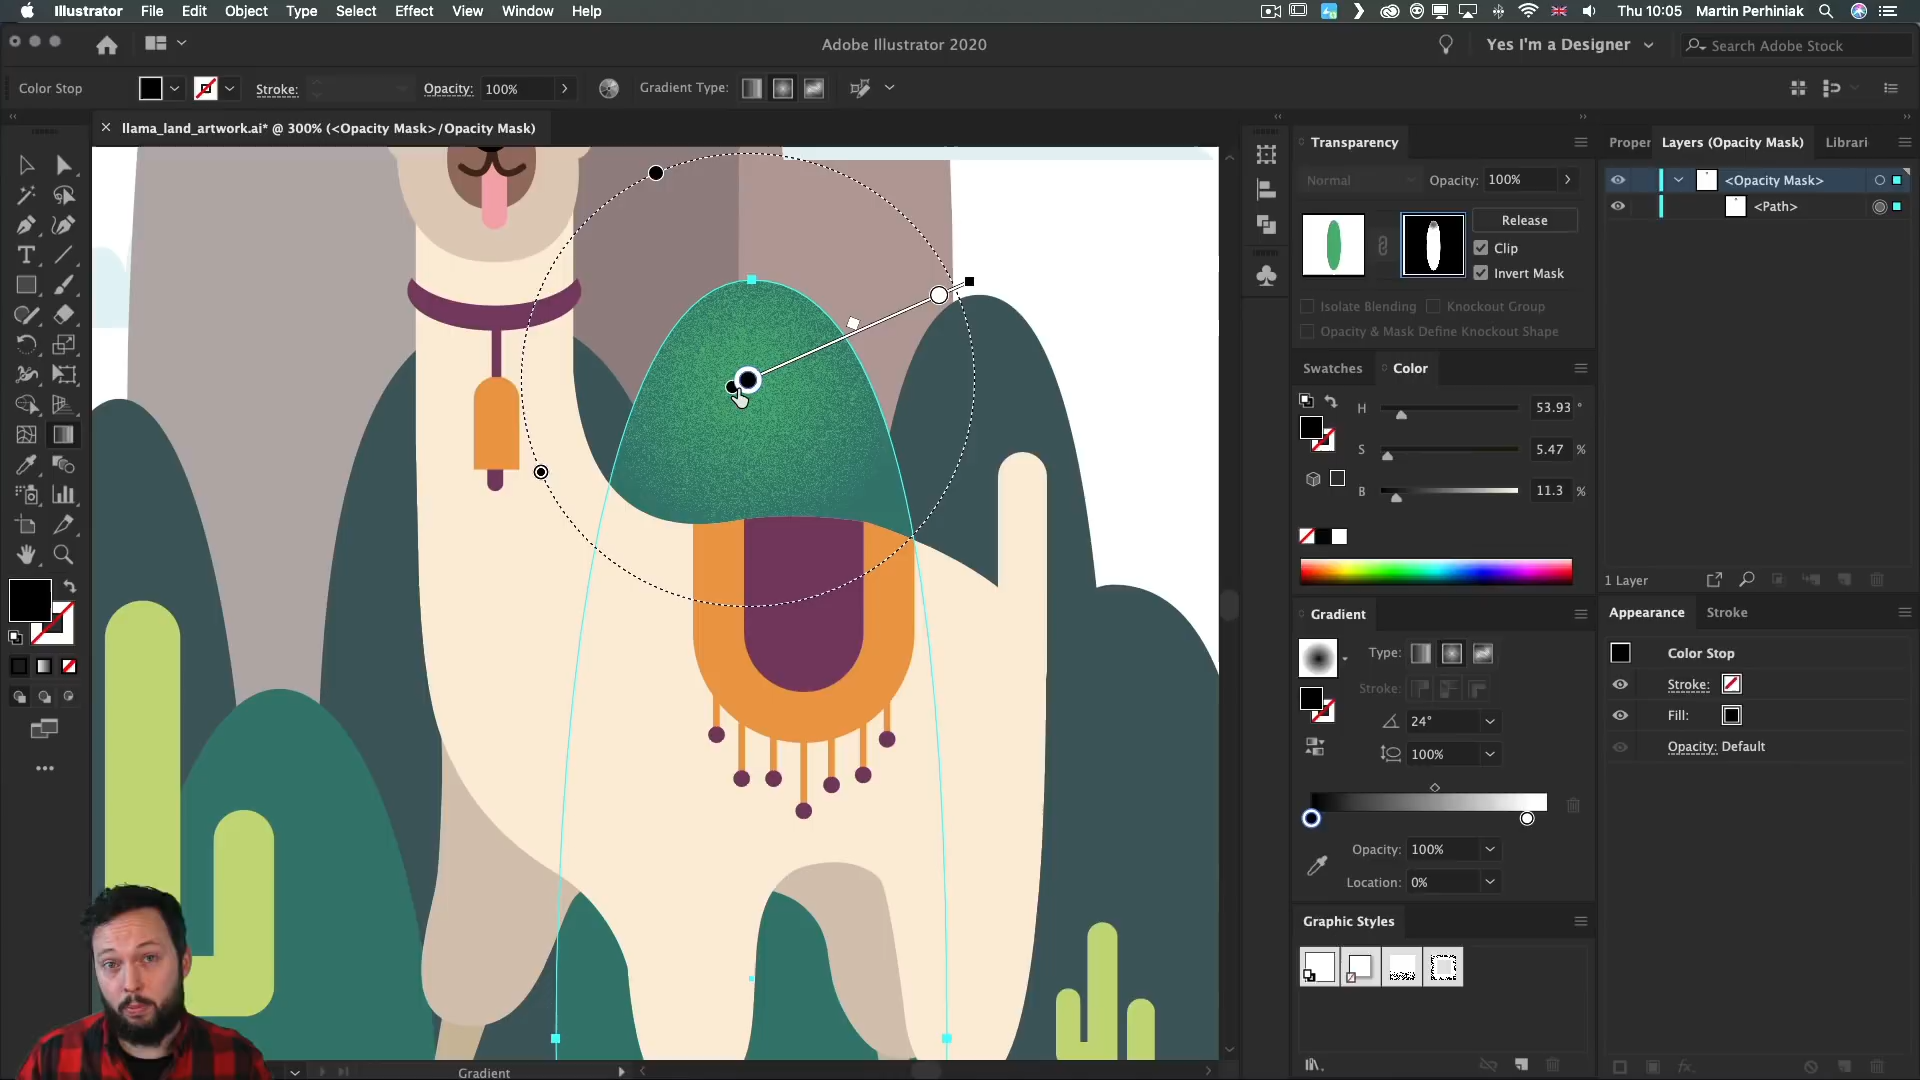 Illustrator File Edit Object Type Select Effect View Window Help
Thu 10:05 Martin Perhiniak
Adobe Illustrator 2020
Yes I'm a Designer
Search Adobe Stock
Color Stop
Stroke:
Opacity: 100%
Gradient Type:
llama_land_artwork.ai* @ 300% (<Opacity Mask>/Opacity Mask)
Transparency
Normal
Opacity: 100%
Release
Clip
Invert Mask
Isolate Blending
Knockout Group
Opacity & Mask Define Knockout Shape
Swatches
Color
H 53.93 °
S 5.47 %
B 11.3 %
Gradient
Type:
Stroke:
24°
100%
Opacity: 100%
Location: 0%
Graphic Styles
Proper
Layers (Opacity Mask)
Librari
<Opacity Mask>
<Path>
1 Layer
Appearance
Stroke
Color Stop
Stroke:
Fill:
Opacity: Default
fx
Gradient